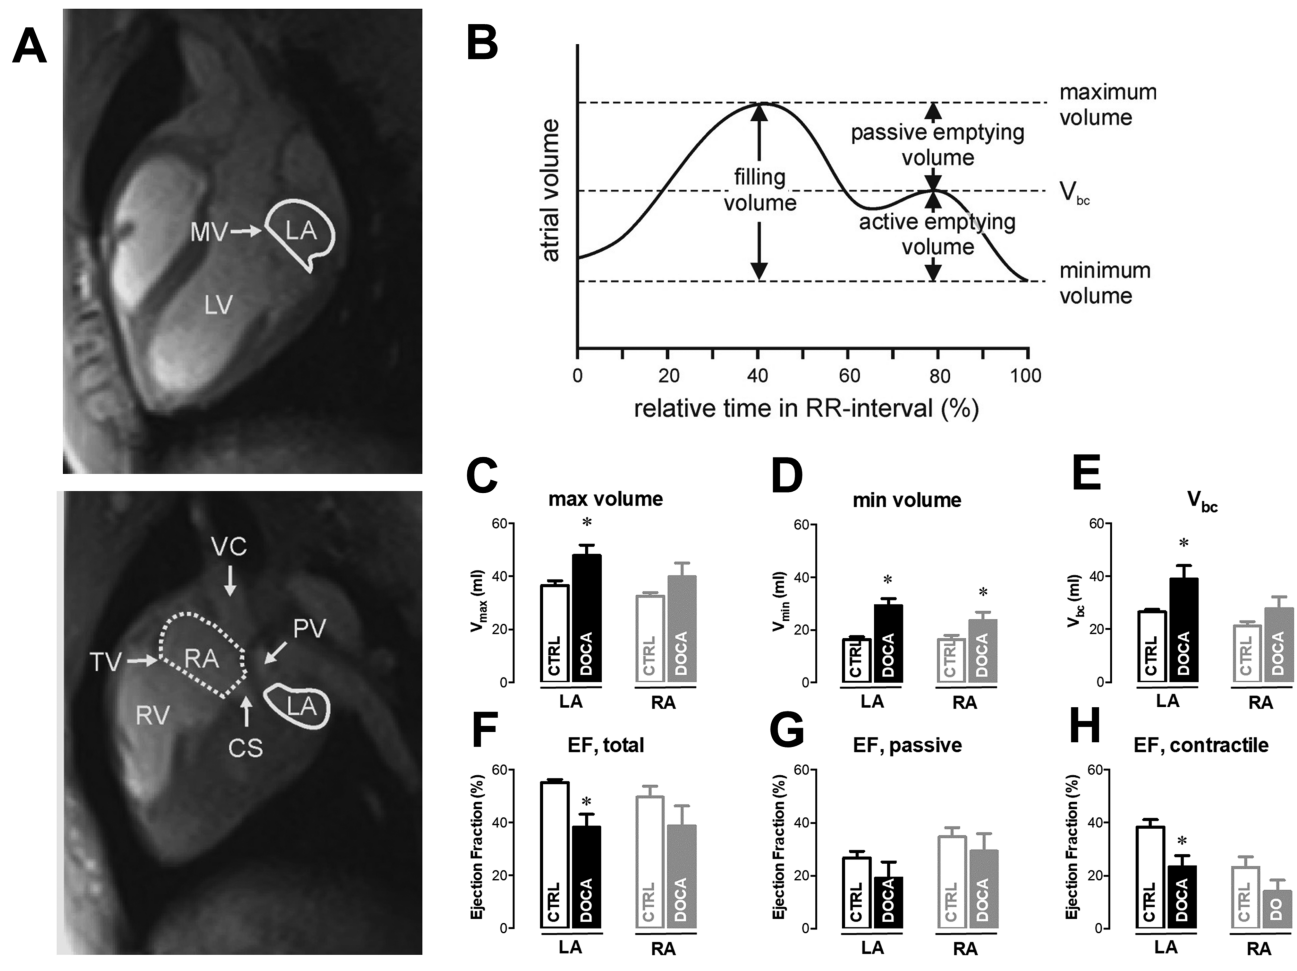 A
MV
LA
LV
VC
PV
TV
RA
LA
RV
CS
B
atrial volume
maximum
volume
passive emptying
volume
filling
volume
V bc
active emptying
volume
minimum
volume
0 20 40 60 80 100
relative time in RR-interval (%)
C
max volume
V max (ml)
60
40
20
0
*
CTRL
DOCA
CTRL
DOCA
LA
RA
D
min volume
V min (ml)
60
40
20
0
*
*
CTRL
DOCA
CTRL
DOCA
LA
RA
E
V bc
V bc (ml)
60
40
20
0
*
CTRL
DOCA
CTRL
DOCA
LA
RA
F
EF, total
Ejection Fraction (%)
60
40
20
0
*
CTRL
DOCA
CTRL
DOCA
LA
RA
G
EF, passive
Ejection Fraction (%)
60
40
20
0
CTRL
DOCA
CTRL
DOCA
LA
RA
H
EF, contractile
Ejection Fraction (%)
60
40
20
0
*
CTRL
DOCA
CTRL
DO
LA
RA